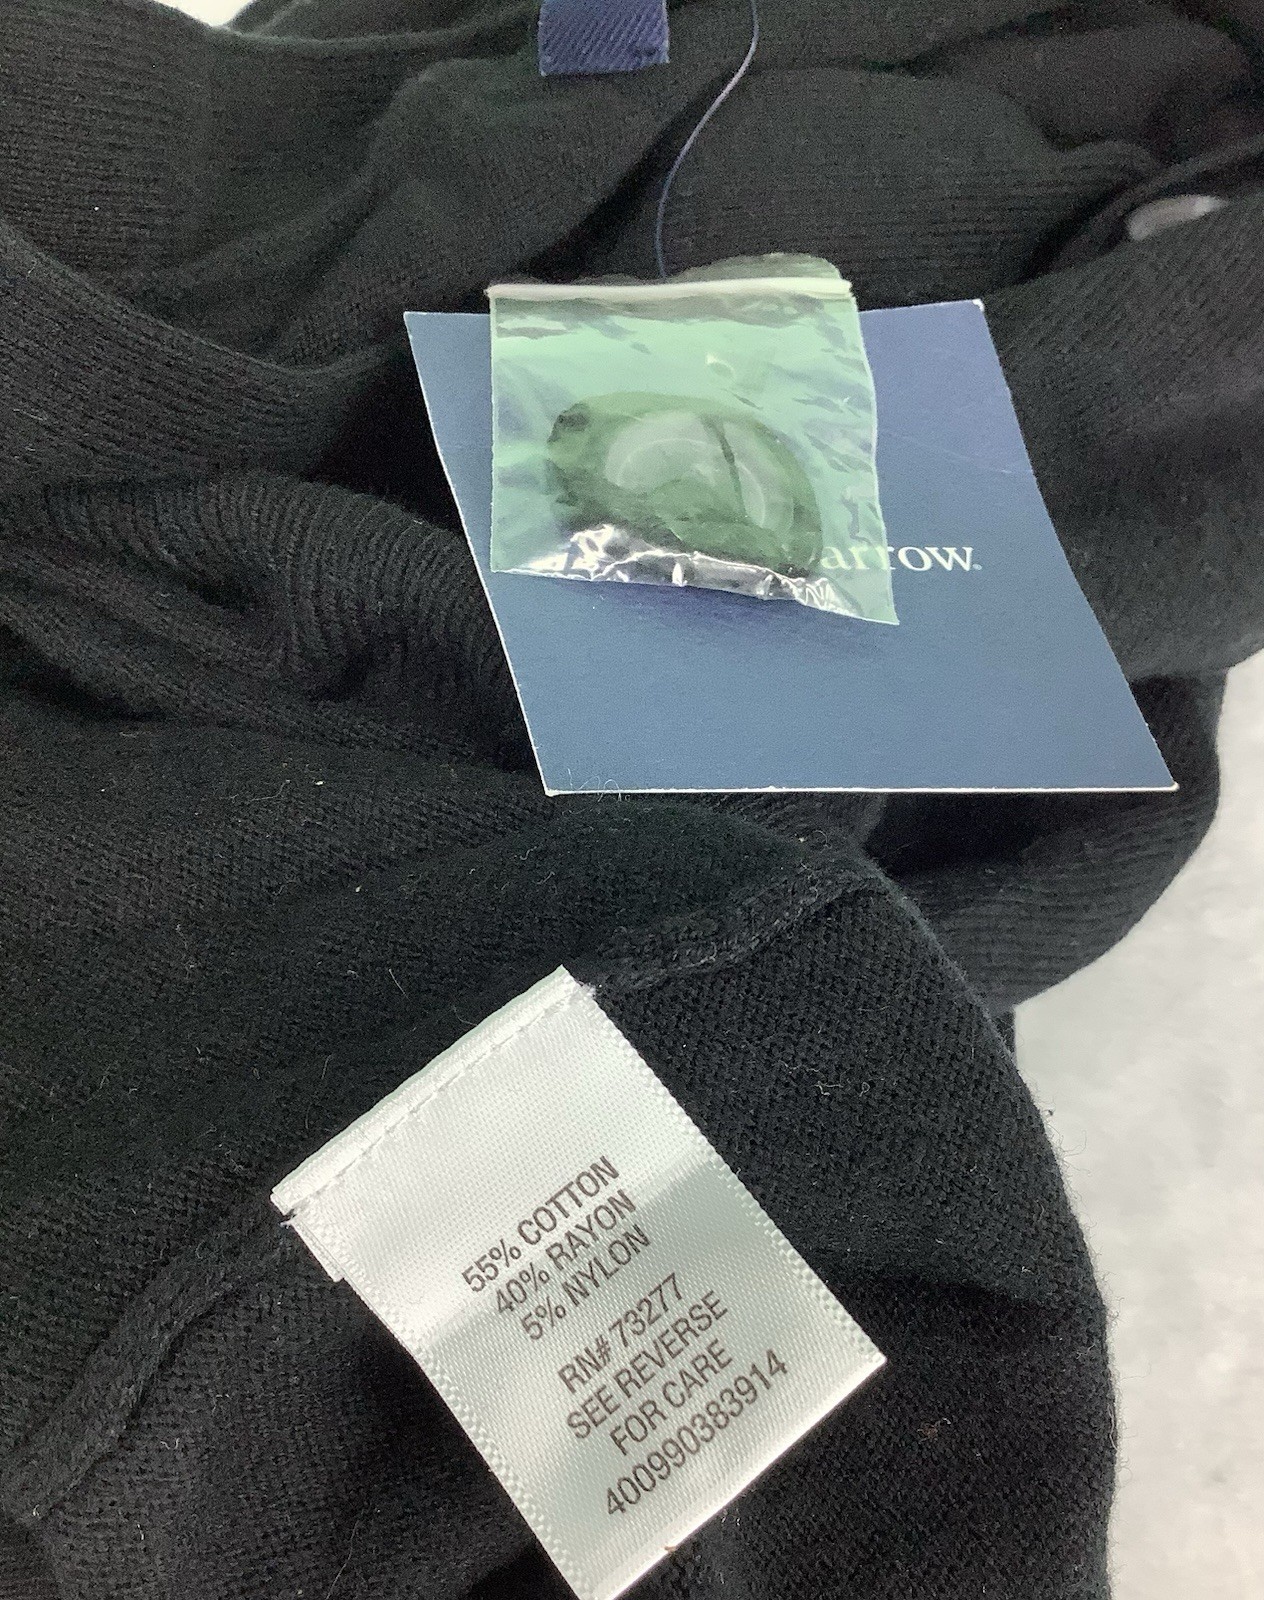 arrow.
55% COTTON
40% RAYON
5% NYLON
RN# 73277
SEE REVERSE
FOR CARE
400990383914